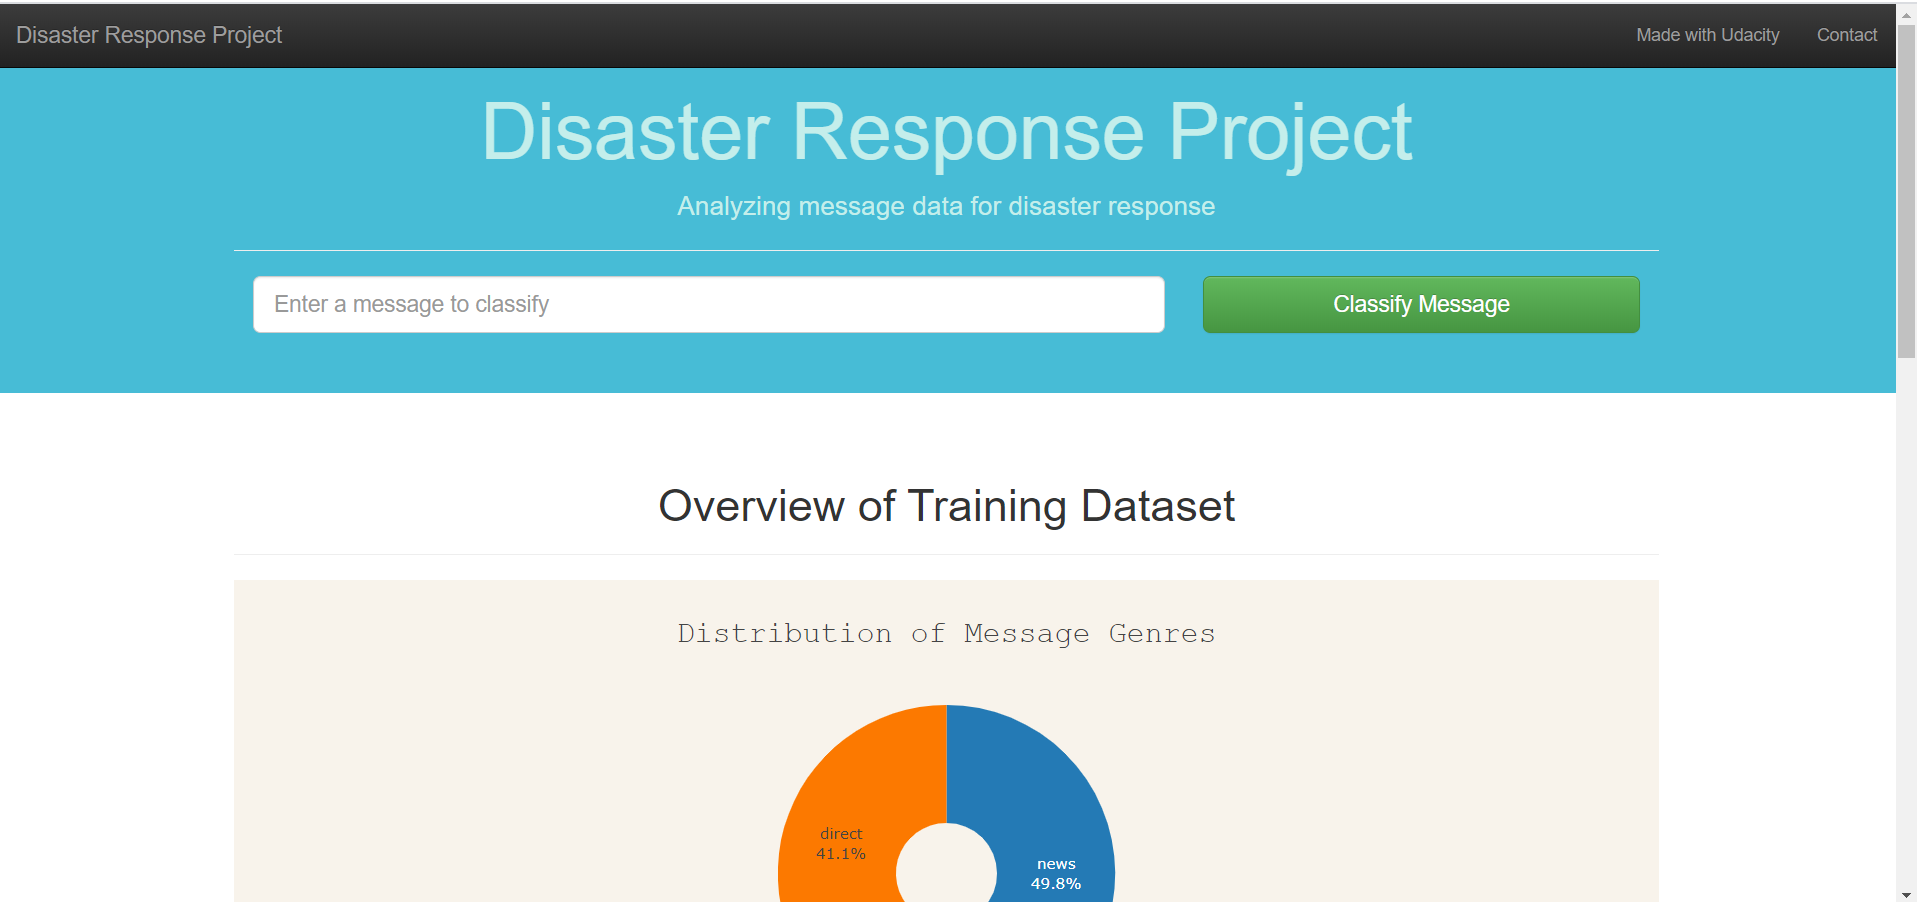 Disaster Response Project
Made with Udacity
Contact
Disaster Response Project
Analyzing message data for disaster response
Enter a message to classify
Classify Message
Overview of Training Dataset
Distribution of Message Genres
direct
41.1%
news
49.8%